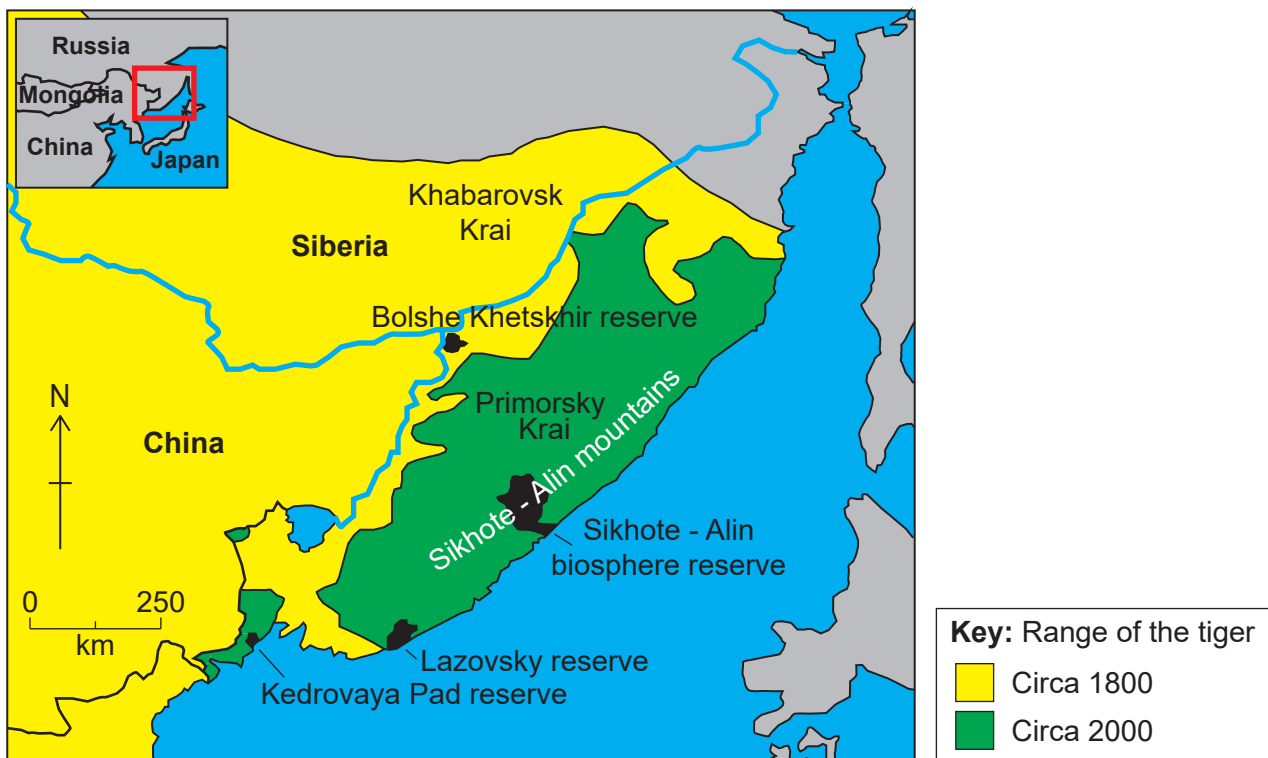 Russia
Mongolia
China
Japan
Khabarovsk
Krai
Siberia
Bolshe Khetskhir reserve
N
Primorsky
Krai
China
Sikhote - Alin mountains
Sikhote - Alin
biosphere reserve
0 250
km
Lazovsky reserve
Kedrovaya Pad reserve
Key: Range of the tiger
Circa 1800
Circa 2000